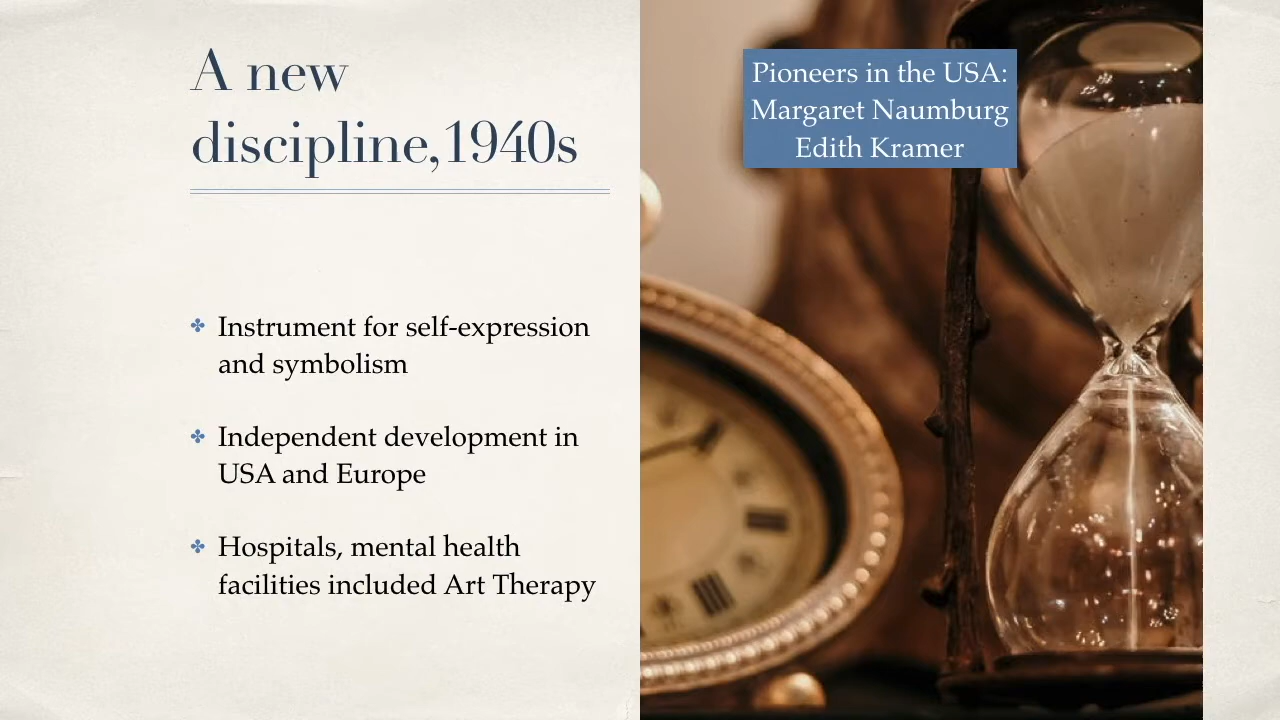 A new
discipline,1940s
Instrument for self-expression
and symbolism
Independent development in
USA and Europe
Hospitals, mental health
facilities included Art Therapy
Pioneers in the USA:
Margaret Naumburg
Edith Kramer